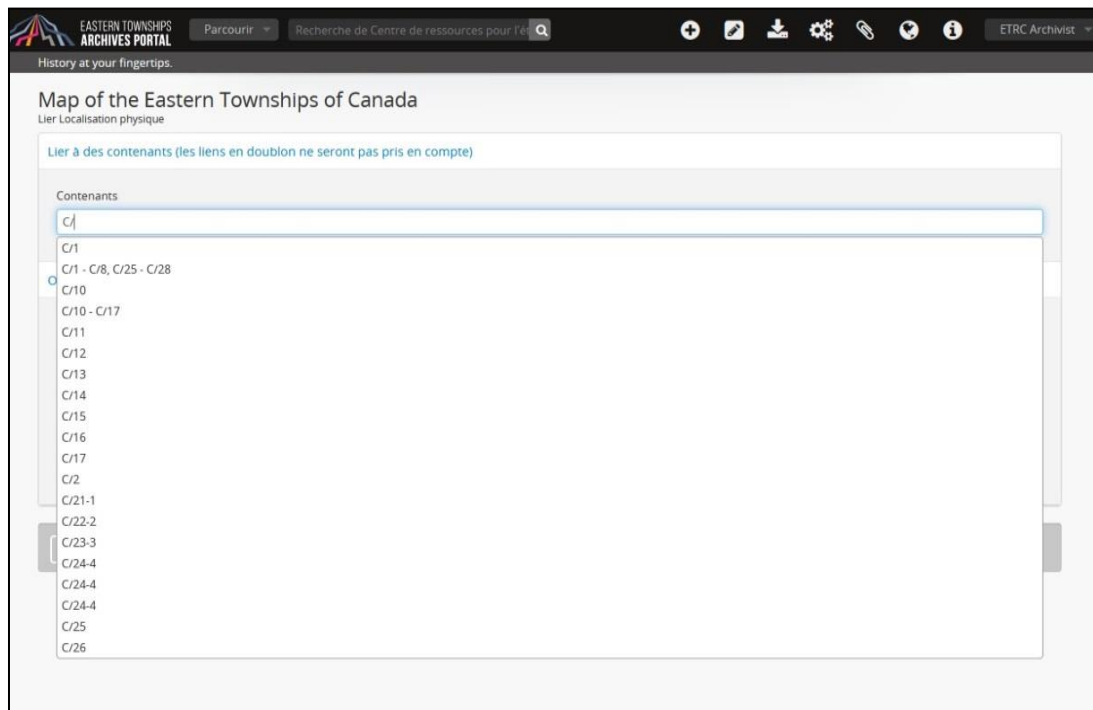 EASTERN TOWNSHIPS
ARCHIVES PORTAL
Parcourir
Recherche de Centre de ressources pour l'ét
ETRC Archivist
History at your fingertips.
Map of the Eastern Townships of Canada
Lier Localisation physique
Lier à des contenants (les liens en doublon ne seront pas pris en compte)
Contenants
C/
C/1
C/1 - C/8, C/25 - C/28
C/10
C/10 - C/17
C/11
C/12
C/13
C/14
C/15
C/16
C/17
C/2
C/21-1
C/22-2
C/23-3
C/24-4
C/24-4
C/24-4
C/25
C/26